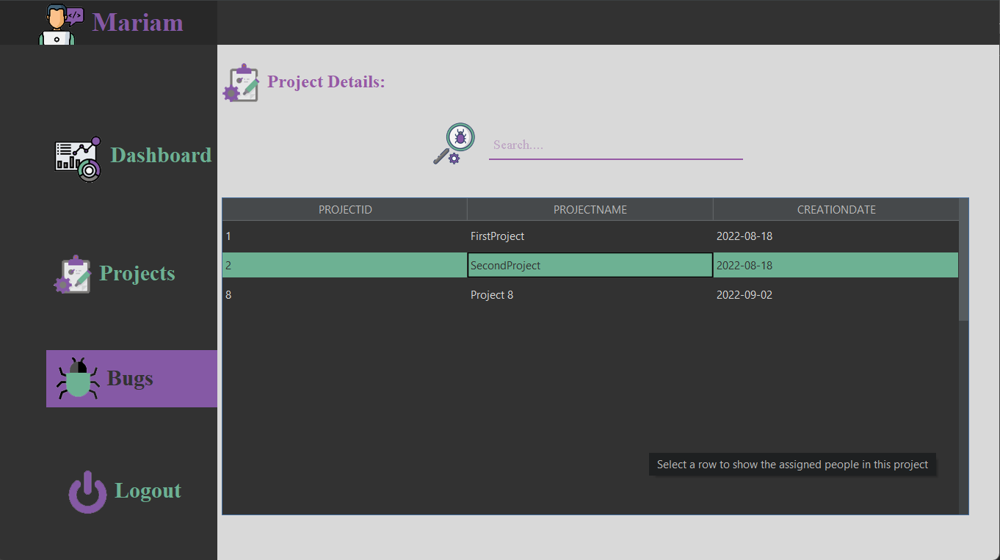 </>
Mariam
Project Details:
Search....
Dashboard
Projects
Bugs
Logout
PROJECTID PROJECTNAME CREATIONDATE
1 FirstProject 2022-08-18
2 SecondProject 2022-08-18
8 Project 8 2022-09-02
Select a row to show the assigned people in this project